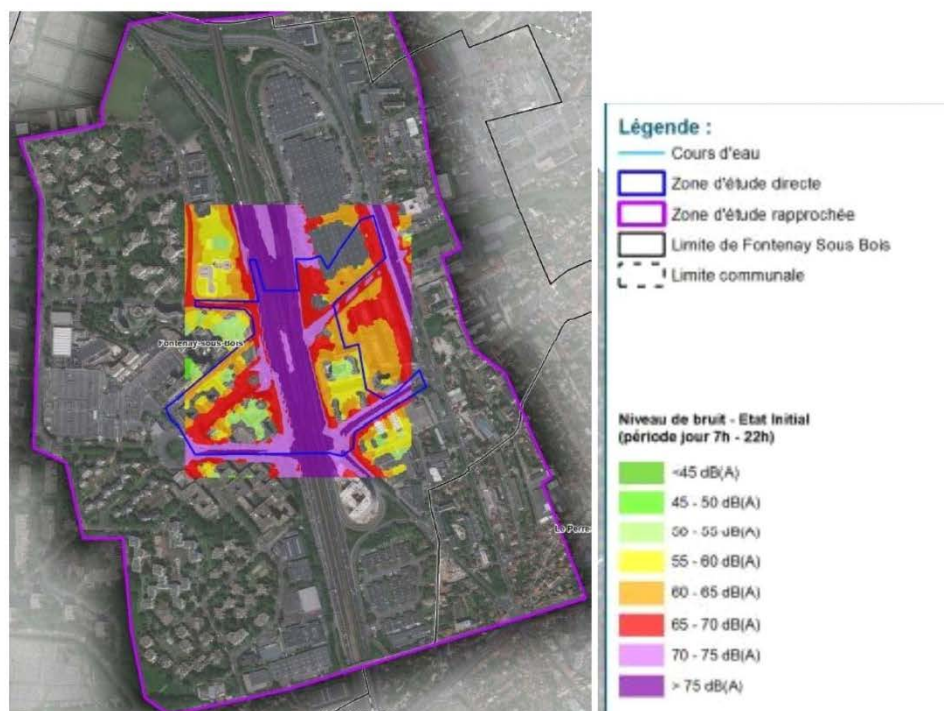 Fontenay-sous-Bois
Le Perre
Légende :
Cours d'eau
Zone d'étude directe
Zone d'étude rapprochée
Limite de Fontenay Sous Bois
Limite communale
Niveau de bruit - Etat Initial
(période jour 7h - 22h)
<45 dB(A)
45 - 50 dB(A)
50 - 55 dB(A)
55 - 60 dB(A)
60 - 65 dB(A)
65 - 70 dB(A)
70 - 75 dB(A)
> 75 dB(A)